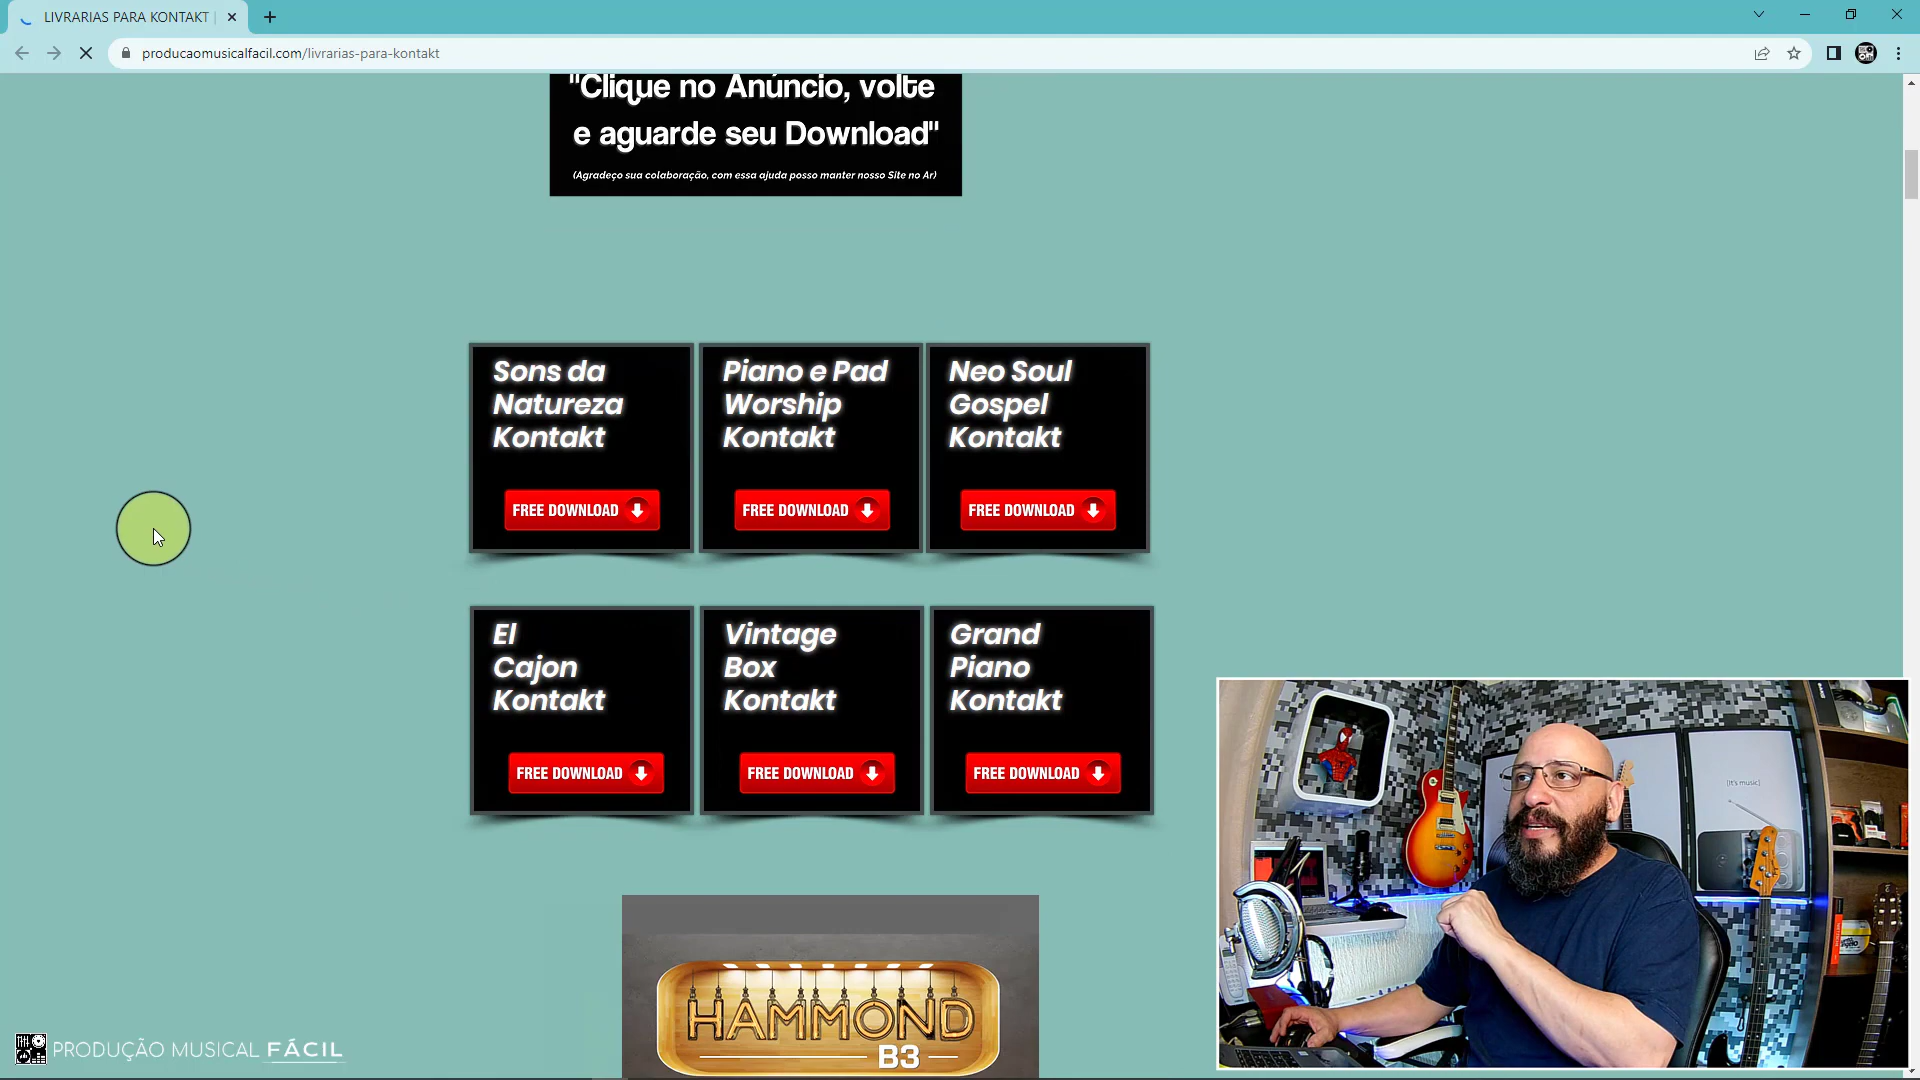 LIVRARIAS PARA KONTAKT |
producaomusicalfacil.com/livrarias-para-kontakt
"Clique no Anúncio, volte
e aguarde seu Download"
(Agradeço sua colaboração, com essa ajuda posso manter nosso Site no Ar)
Sons da
Natureza
Kontakt
FREE DOWNLOAD
Piano e Pad
Worship
Kontakt
FREE DOWNLOAD
Neo Soul
Gospel
Kontakt
FREE DOWNLOAD
El
Cajon
Kontakt
FREE DOWNLOAD
Vintage
Box
Kontakt
FREE DOWNLOAD
Grand
Piano
Kontakt
FREE DOWNLOAD
HAMMOND
B3
(It's music)
PRODUÇÃO MUSICAL FÁCIL